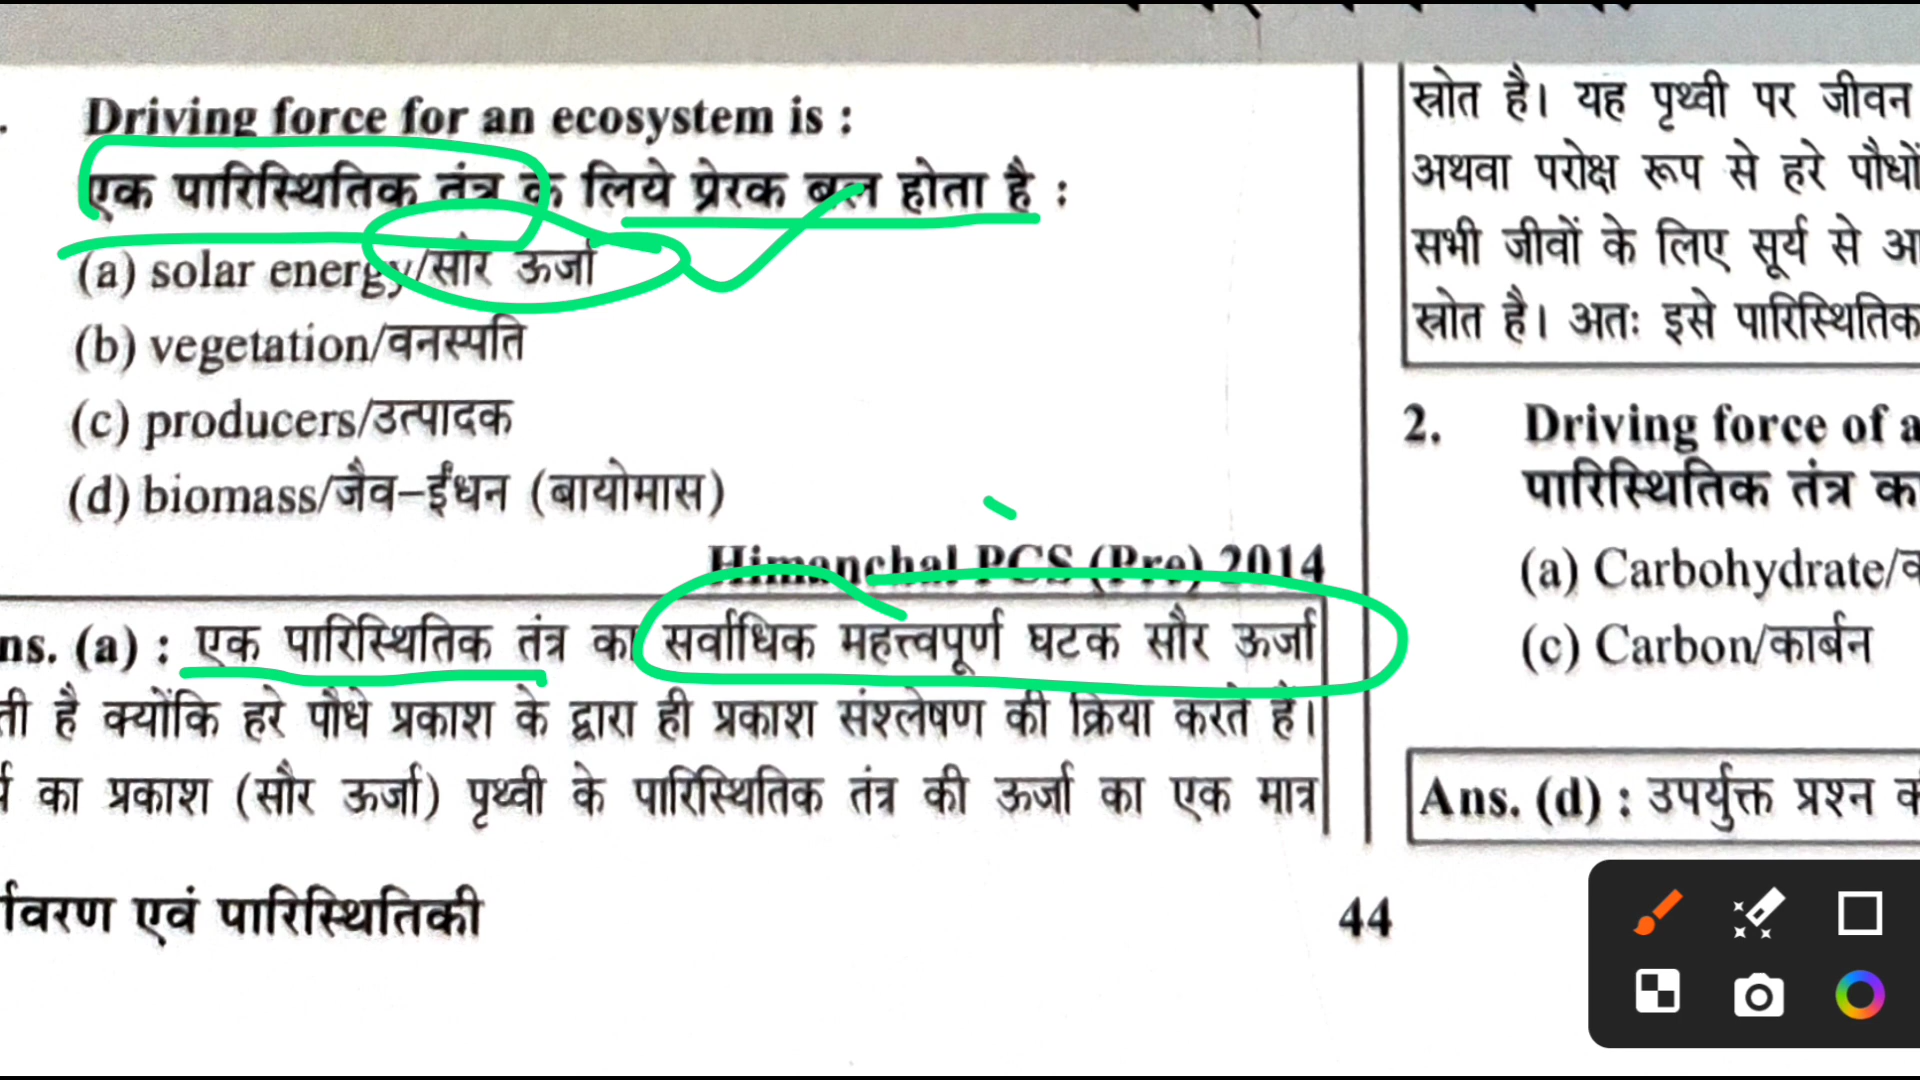 Driving force for an ecosystem is :
एक पारिस्थितिक तंत्र के लिये प्रेरक बल होता है :
(a) solar energy/सौर ऊर्जा
(b) vegetation/वनस्पति
(c) producers/उत्पादक
(d) biomass/जैव–ईंधन (बायोमास)
Himanchal PCS (Pre) 2014
ns. (a) : एक पारिस्थितिक तंत्र का सर्वाधिक महत्त्वपूर्ण घटक सौर ऊर्जा
है क्योंकि हरे पौधे प्रकाश के द्वारा ही प्रकाश संश्लेषण की क्रिया करते हैं।
का प्रकाश (सौर ऊर्जा) पृथ्वी के पारिस्थितिक तंत्र की ऊर्जा का एक मात्र
एवं पारिस्थितिकी
44
स्रोत है। यह पृथ्वी पर जीवन
अथवा परोक्ष रूप से हरे पौधों
सभी जीवों के लिए सूर्य से
स्रोत है। अतः इसे पारिस्थितिक
2. Driving force of
पारिस्थितिक तंत्र
(a) Carbohydrate/
(c) Carbon/कार्बन
Ans. (d) : उपर्युक्त प्रश्न